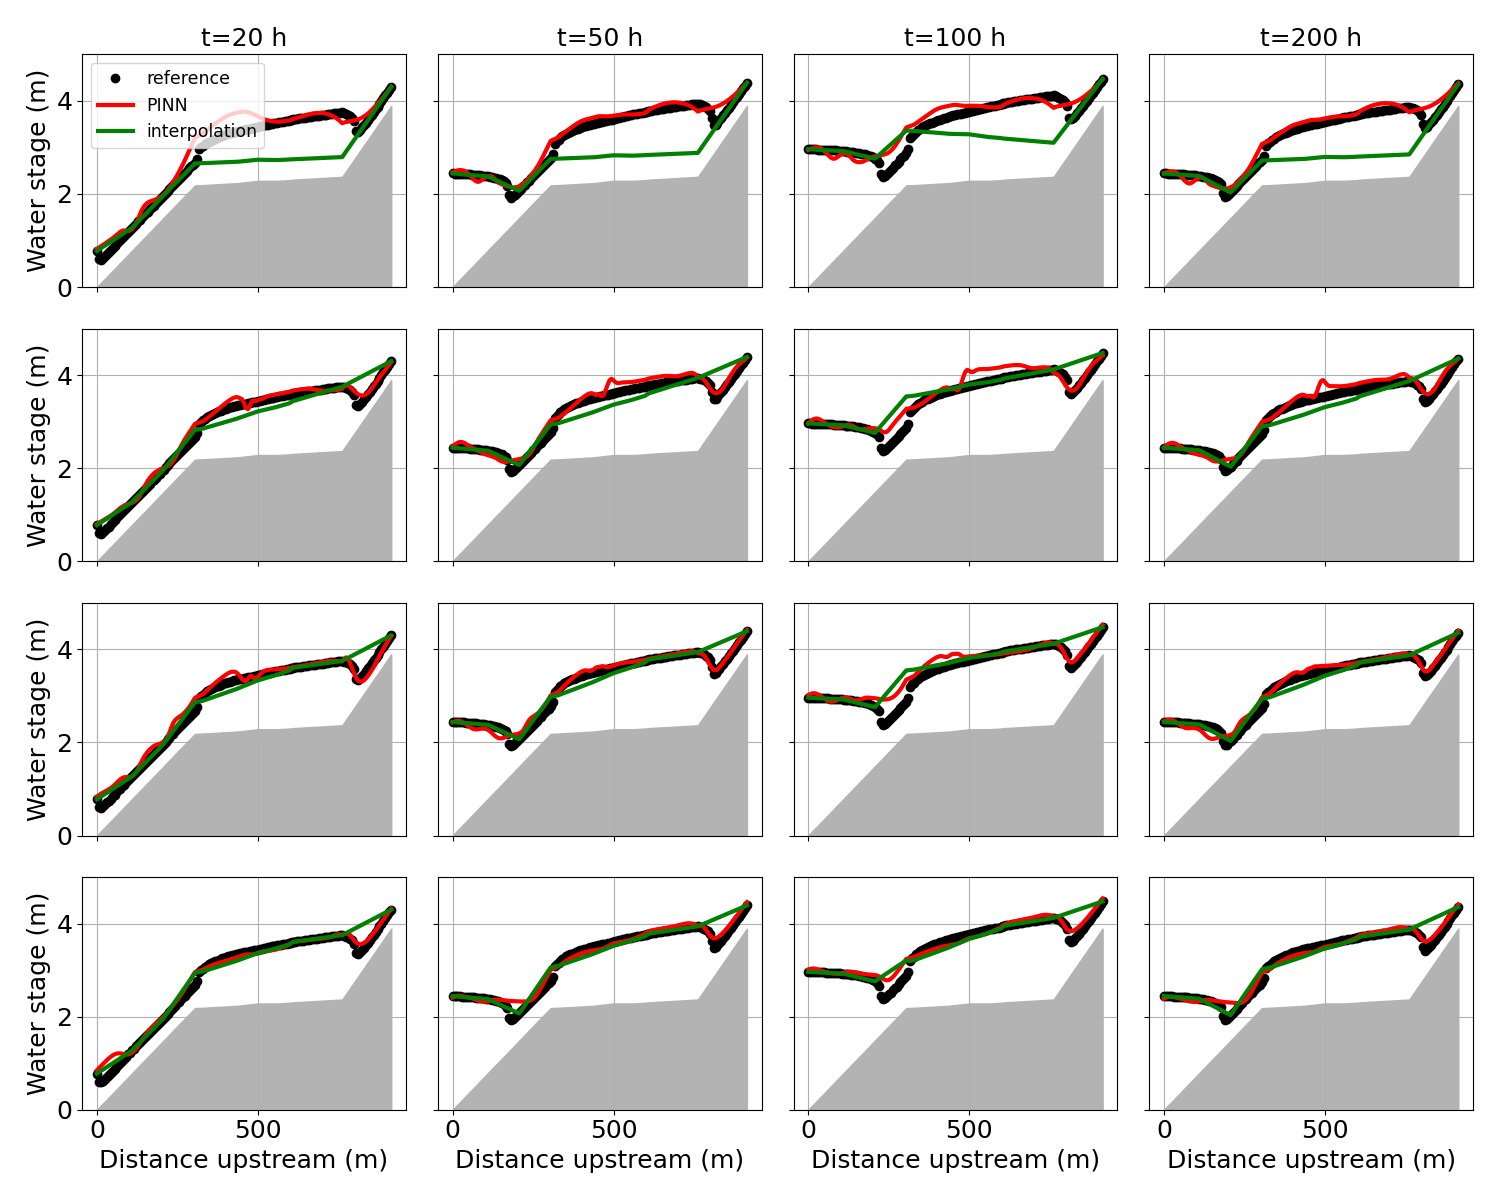 t=20 h
t=50 h
t=100 h
t=200 h
Water stage (m)
4
2
0
reference
PINN
interpolation
Water stage (m)
4
2
0
Water stage (m)
4
2
0
Water stage (m)
4
2
0
0
500
0
500
0
500
0
500
Distance upstream (m)
Distance upstream (m)
Distance upstream (m)
Distance upstream (m)